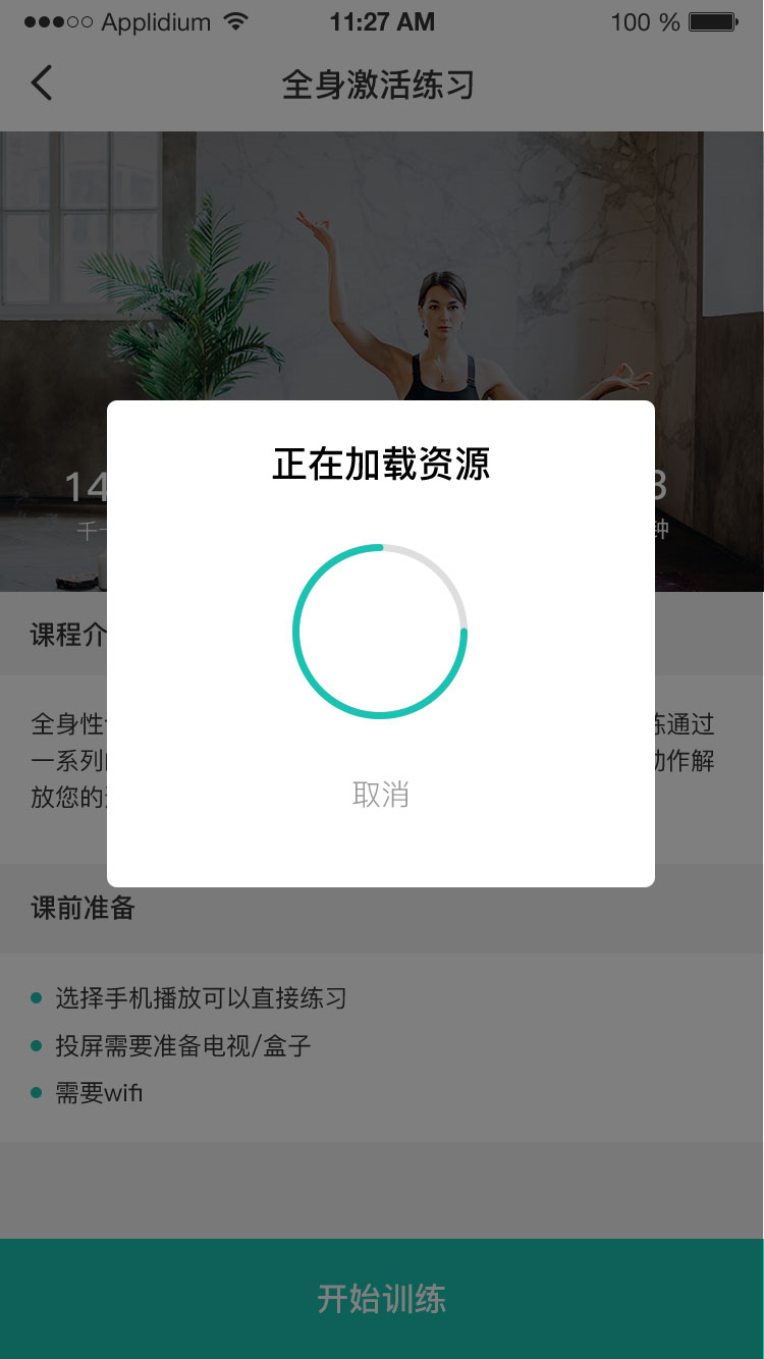 Applidium 11:27 AM 100 %
全身激活练习
14
千
钟
正在加载资源
取消
课程介
全身性 练通过
一系列 动作解
放您的
课前准备
选择手机播放可以直接练习
投屏需要准备电视/盒子
需要wifi
开始训练